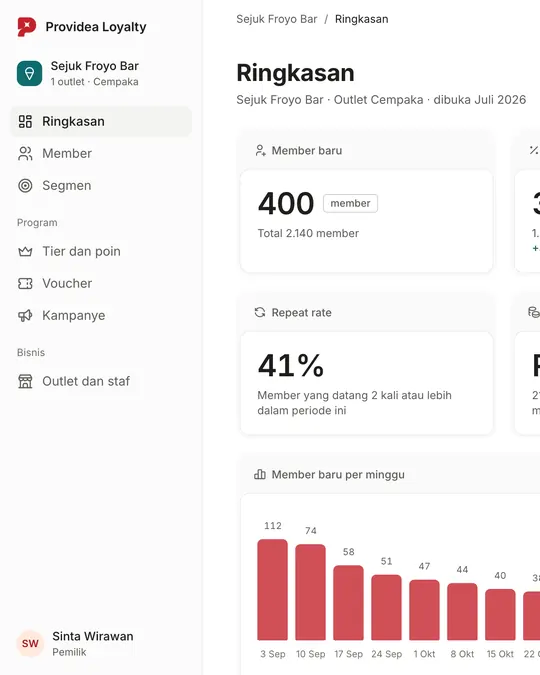 Providea Loyalty
Sejuk Froyo Bar
1 outlet · Cempaka
Ringkasan
Member
Segmen
Program
Tier dan poin
Voucher
Kampanye
Bisnis
Outlet dan staf
SW
Sinta Wirawan
Pemilik
Sejuk Froyo Bar / Ringkasan
Ringkasan
Sejuk Froyo Bar · Outlet Cempaka · dibuka Juli 2026
Member baru
400 member
Total 2.140 member
Repeat rate
41%
Member yang datang 2 kali atau lebih
dalam periode ini
Member baru per minggu
112 74 58 51 47 44 40
3 Sep 10 Sep 17 Sep 24 Sep 1 Okt 8 Okt 15 Okt 22